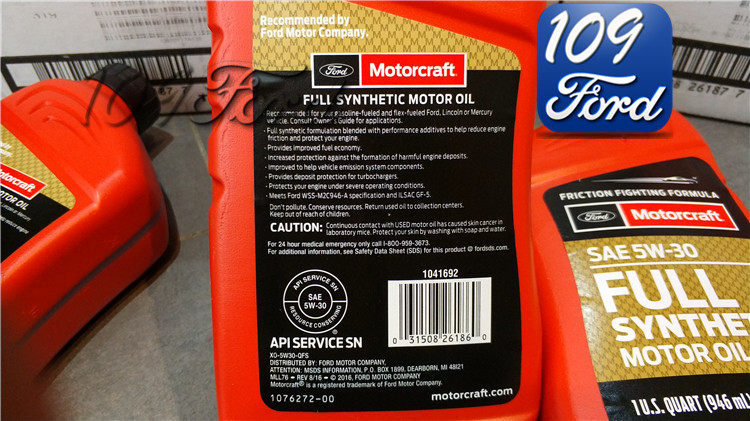 Recommended by
Ford Motor Company.
Ford Motorcraft
FULL SYNTHETIC MOTOR OIL
Recommended for your gasoline-fueled and flex-fueled Ford, Lincoln or Mercury
vehicle. Consult Owner's Guide for applications.
· Full synthetic formulation blended with performance additives to help reduce engine
friction and protect your engine.
· Provides improved fuel economy.
· Increased protection against the formation of harmful engine deposits.
· Improved to help vehicle emission system components.
· Provides deposit protection for turbochargers.
· Protects your engine under severe operating conditions.
· Meets Ford WSS-M2C946-A specification and ILSAC GF-5.
Don't pollute. Conserve resources. Return used oil to collection centers.
Keep out of reach of children.
CAUTION: Continuous contact with USED motor oil has caused skin cancer in
laboratory mice. Protect your skin by washing with soap and water.
For 24 hour medical emergency only call 1-800-959-3673.
For additional information, see Safety Data Sheet (SDS) for this product @ fordsds.com.
API SERVICE SN
SAE
5W-30
RESOURCE CONSERVING
1041692
0 31508 26186 0
API SERVICE SN
XO-5W30-QFS
DISTRIBUTED BY: FORD MOTOR COMPANY,
ATTENTION: MSDS INFORMATION, P.O. BOX 1899, DEARBORN, MI 48121
MLL76 • REV 8/16 • © 2016, FORD MOTOR COMPANY.
Motorcraft® is a registered trademark of Ford Motor Company.
1076272-00
motorcraft.com
109
Ford
109Ford
26187
Motorcraft
MOTOR OIL
FRICTION FIGHTING FORMULA
Ford Motorcraft
SAE 5W-30
FULL
SYNTHE
MOTOR OIL
1 U.S. QUART (946 mL)